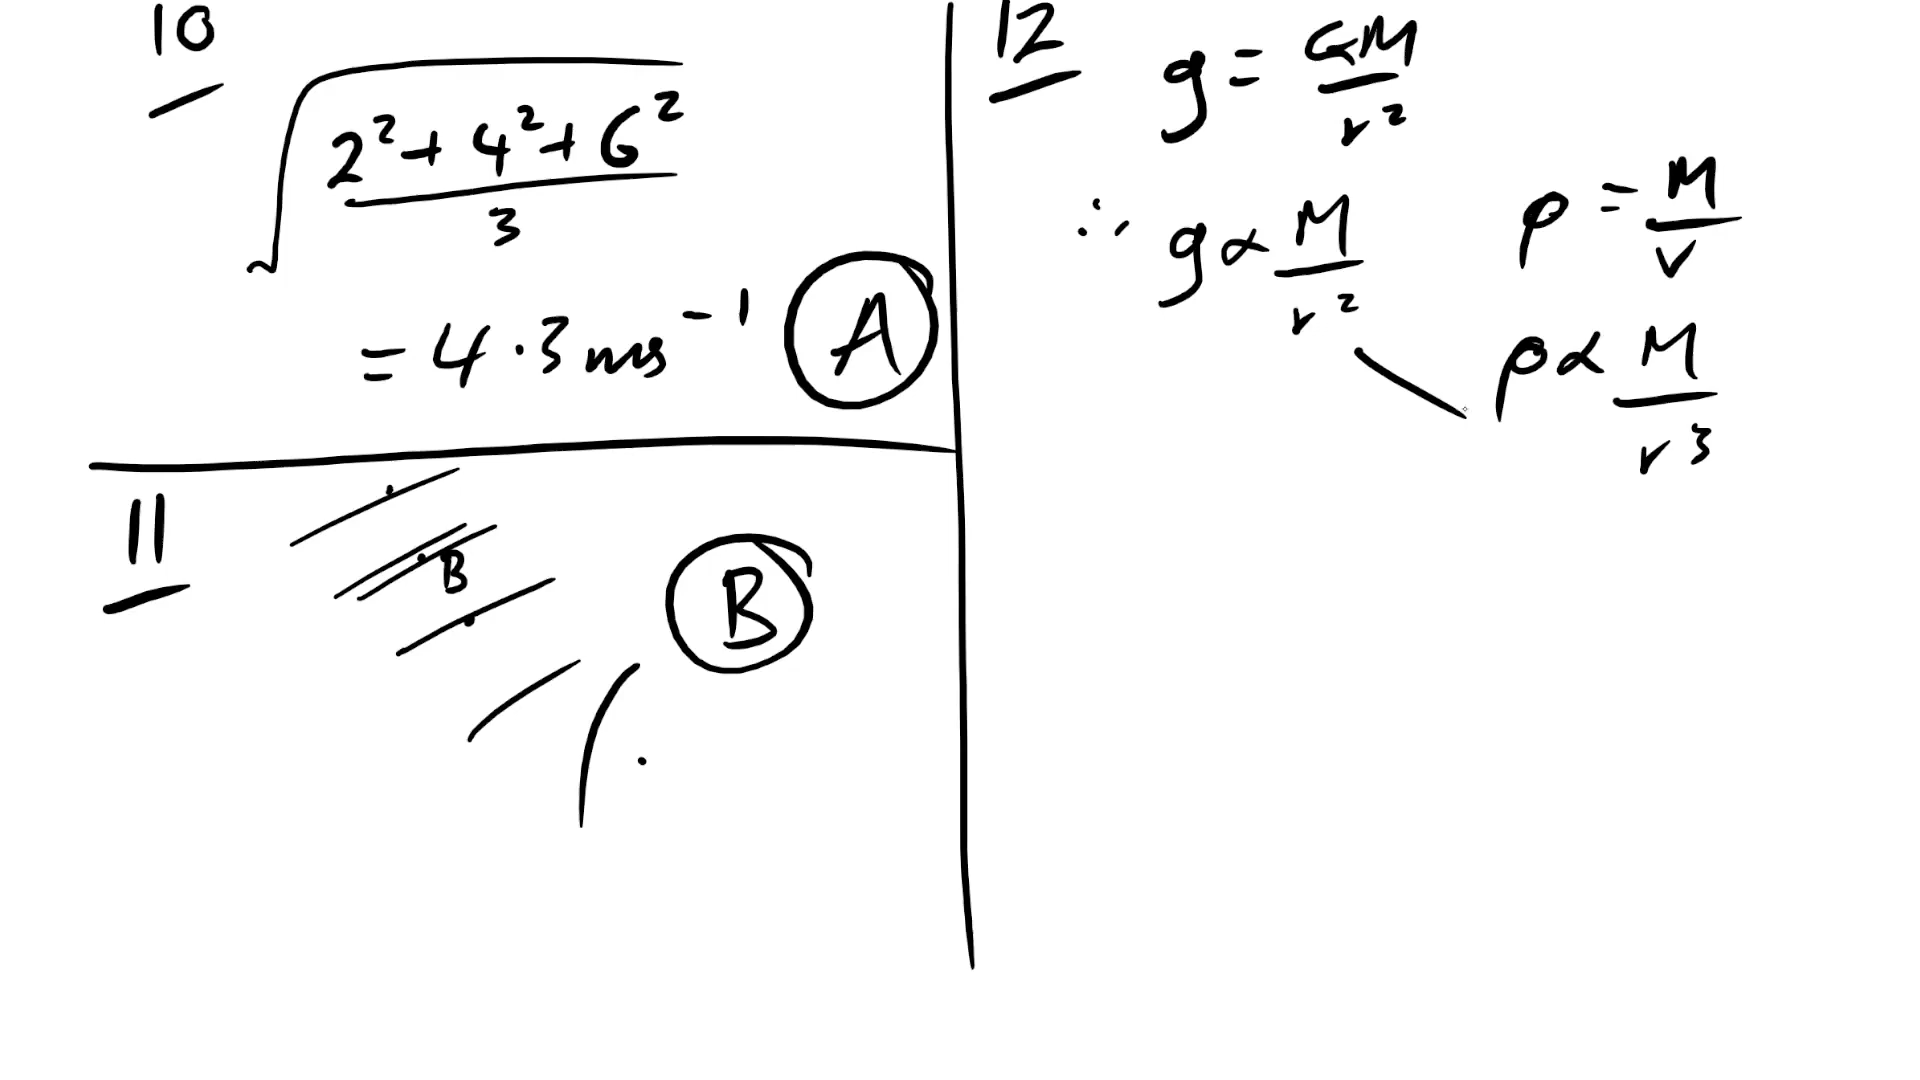 10
√((2² + 4² + 6²)/3)
= 4.3 ms⁻¹ A
11
B
B
12
g = GM/r²
∴ g ∝ M/r²
ρ = M/V
ρ ∝ M/r³